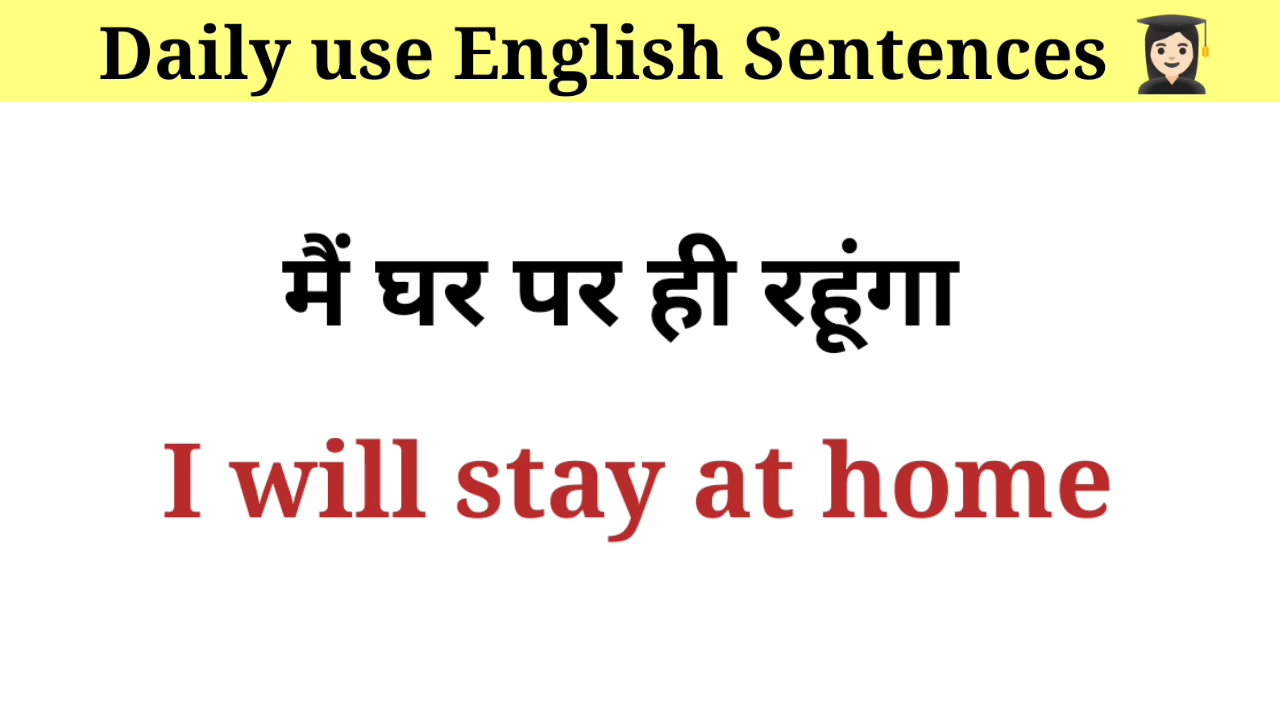 Daily use English Sentences 👩🏻‍🎓
मैं घर पर ही रहूंगा
I will stay at home